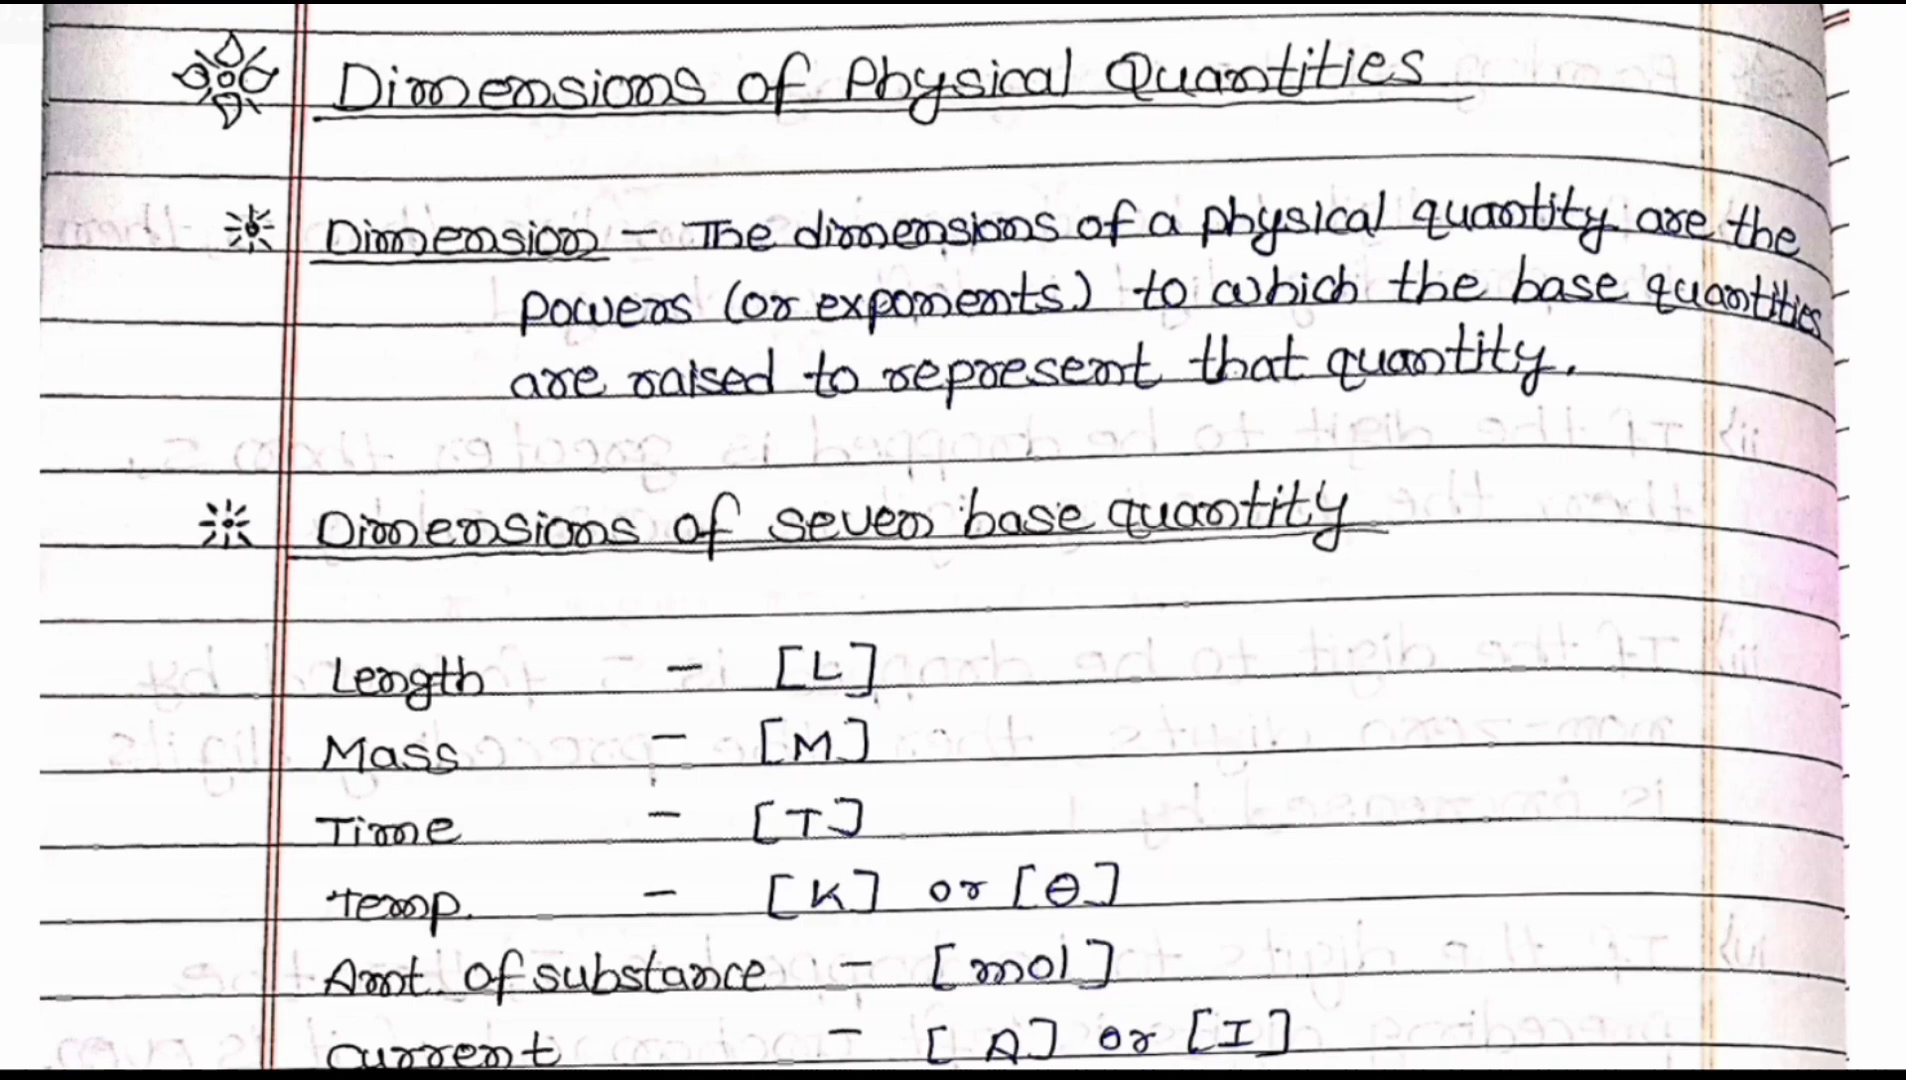 Dimensions of Physical Quantities
Dimension - The dimensions of a physical quantity are the
powers (or exponents) to which the base quantities
are raised to represent that quantity.
Dimensions of seven base quantity
Length - [L]
Mass - [M]
Time - [T]
Temp. - [K] or [θ]
Amt. of substance - [mol]
Current - [A] or [I]